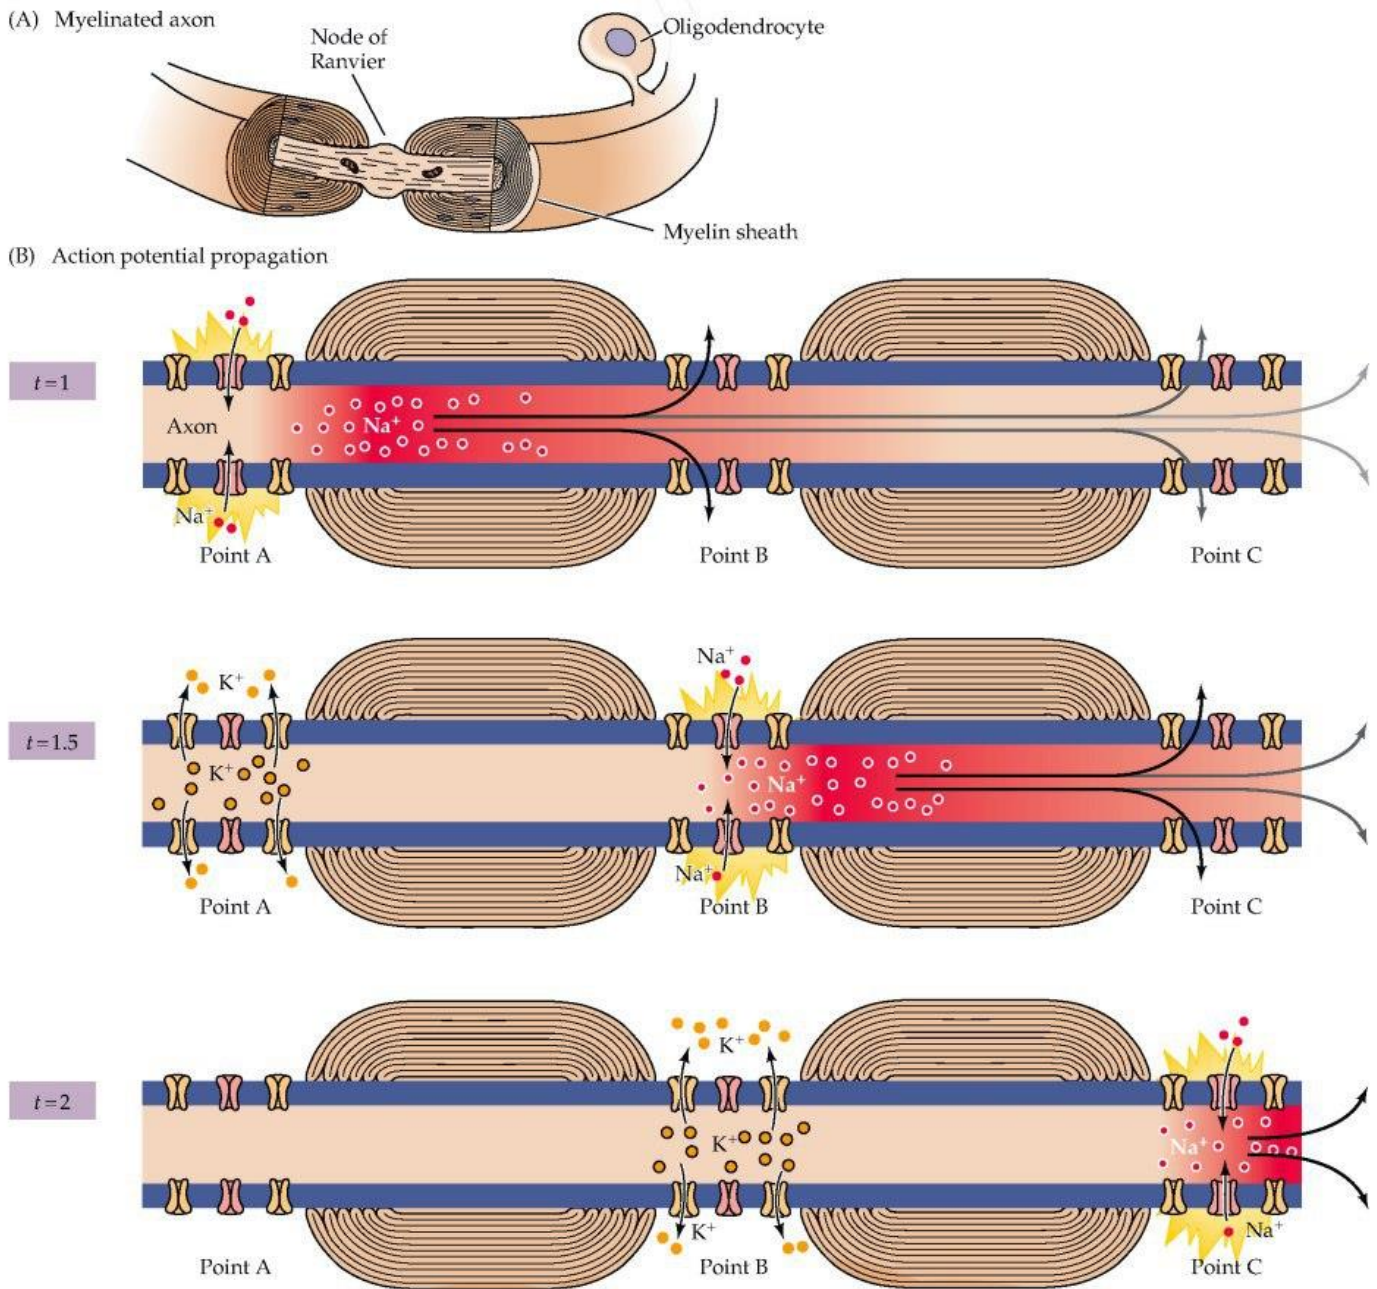 (A) Myelinated axon
Node of
Ranvier
Oligodendrocyte
Myelin sheath
(B) Action potential propagation
t=1
Axon
Na⁺
Na⁺
Point A
Point B
Point C
t=1.5
K⁺
K⁺
Na⁺
Na⁺
Na⁺
Point A
Point B
Point C
t=2
K⁺
K⁺
K⁺
Na⁺
Na⁺
Point A
Point B
Point C